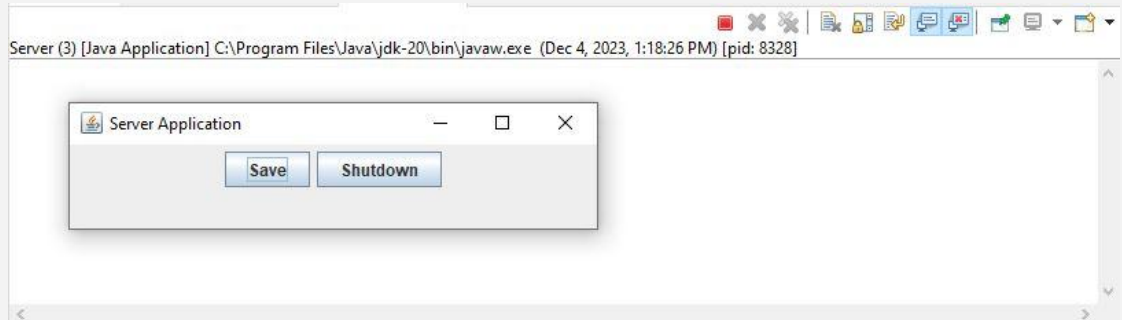 Server (3) [Java Application] C:\Program Files\Java\jdk-20\bin\javaw.exe (Dec 4, 2023, 1:18:26 PM) [pid: 8328]
Server Application
Save Shutdown